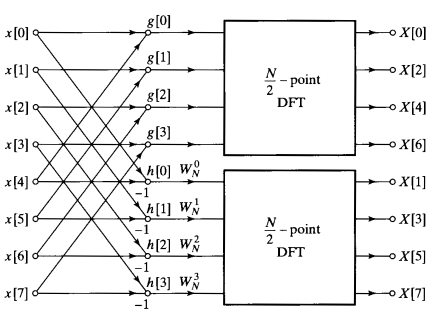 x[0] g[0] X[0]
x[1] g[1] N/2 – point X[2]
x[2] g[2] DFT X[4]
x[3] g[3] X[6]
x[4] h[0] W_N^0 X[1]
-1
x[5] h[1] W_N^1 N/2 – point X[3]
-1
x[6] h[2] W_N^2 DFT X[5]
-1
x[7] h[3] W_N^3 X[7]
-1